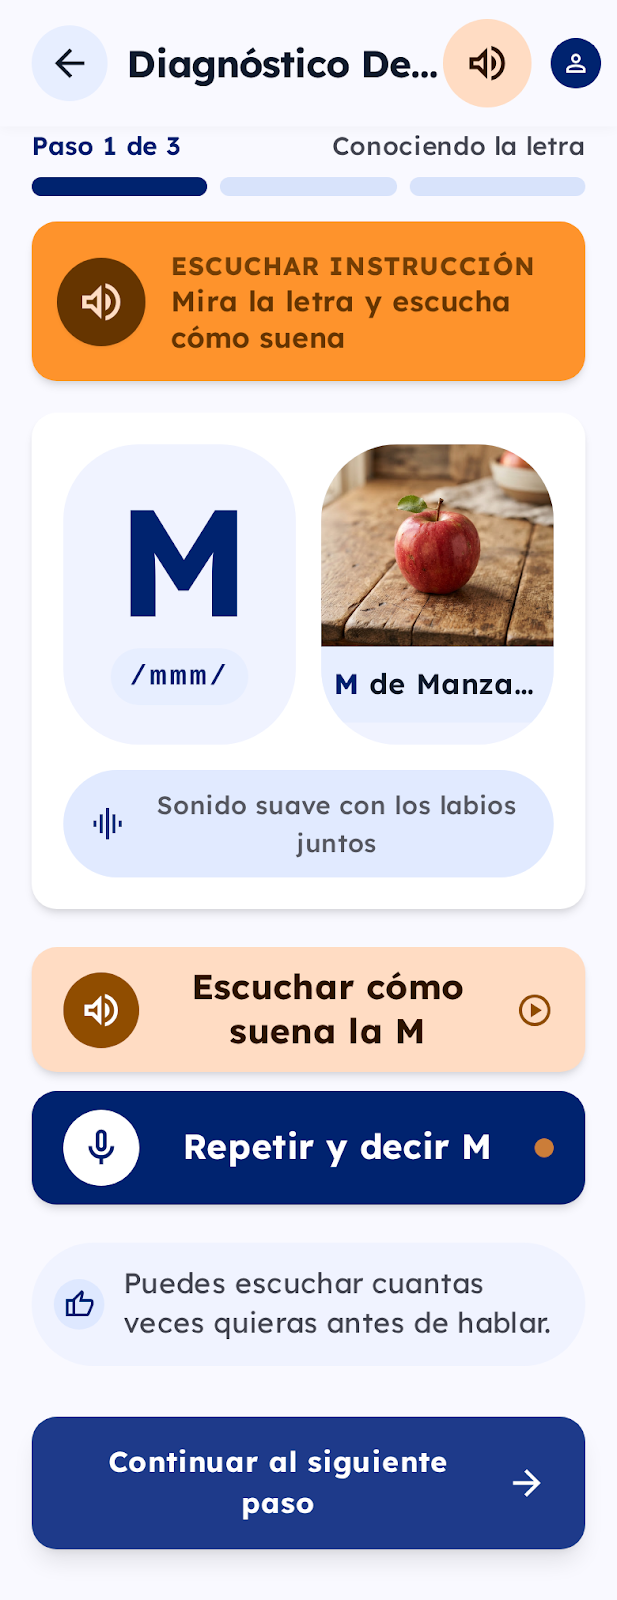 Diagnóstico De...
Paso 1 de 3
Conociendo la letra
ESCUCHAR INSTRUCCIÓN
Mira la letra y escucha
cómo suena
M
/mmm/
M de Manza...
Sonido suave con los labios
juntos
Escuchar cómo
suena la M
Repetir y decir M
Puedes escuchar cuantas
veces quieras antes de hablar.
Continuar al siguiente
paso